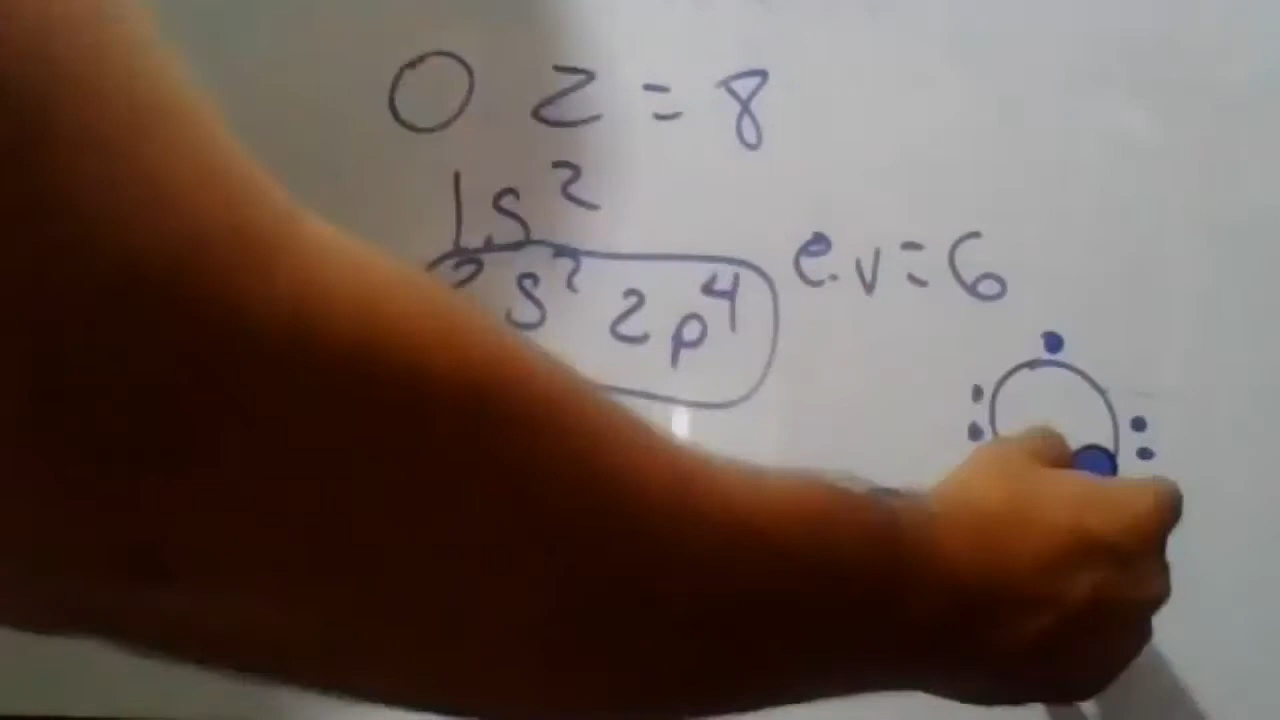 O Z = 8
1s²
2s² 2p⁴
e.v = 6